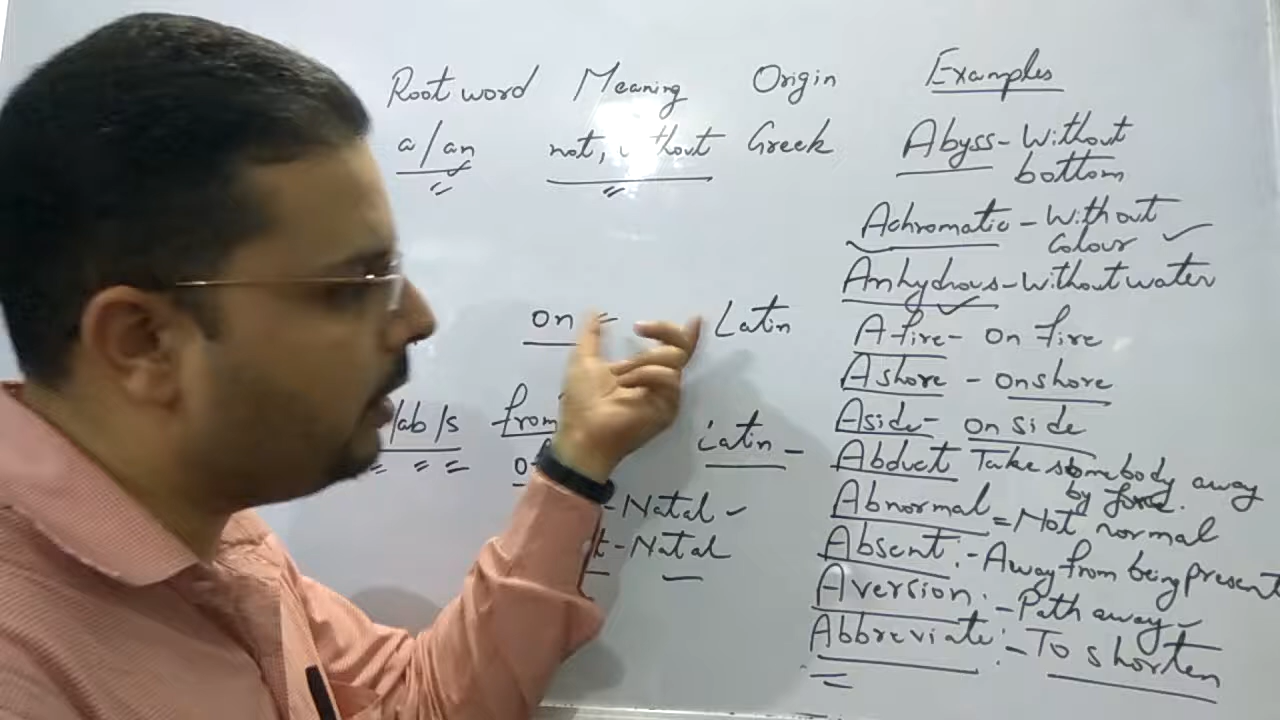 Root word Meaning Origin Examples
a/an not, without Greek Abyss- Without
bottom
Achromatic - Without
Colour
Anhydrous - Without water
on = Latin A fire - on fire
Ashore - onshore
/ab/s from Latin - Aside - on side
Abduct Take somebody away
by force.
-Natal - Abnormal = Not normal
t-Natal Absent :- Away from being present
Aversion :- Path away -
Abbreviate :- To shorten